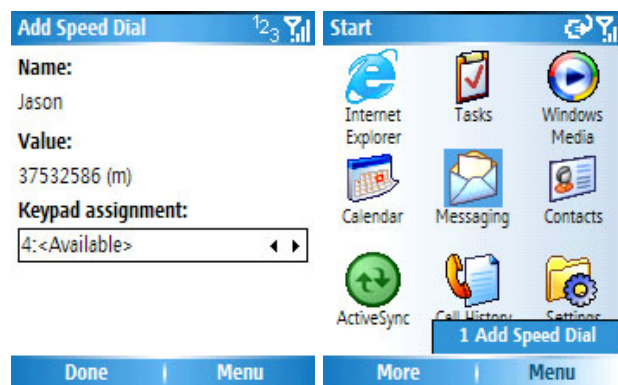 Add Speed Dial 123
Name:
Jason
Value:
37532586 (m)
Keypad assignment:
4:<Available>
Done Menu
Start
Internet Explorer
Tasks
Windows Media
Calendar
Messaging
Contacts
ActiveSync
Call History
Settings
1 Add Speed Dial
More Menu